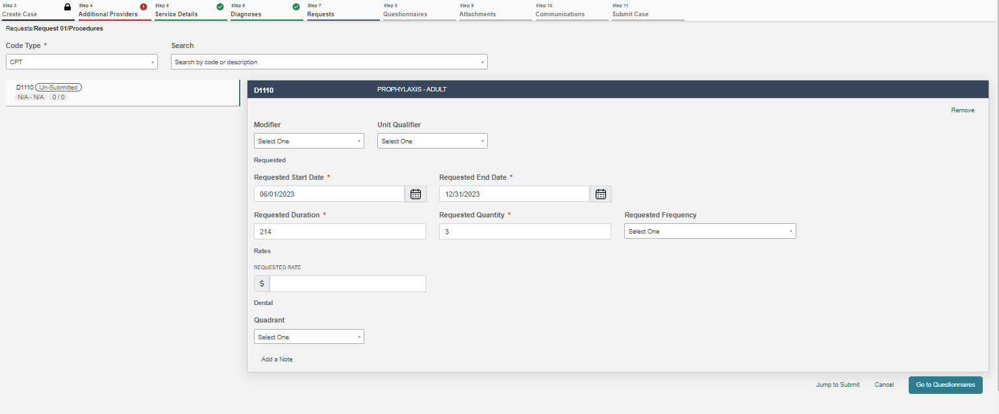 Step 3 Step 4 Step 5 Step 6 Step 7 Step 8 Step 9 Step 10 Step 11
Create Case Additional Providers Service Details Diagnoses Requests Questionnaires Attachments Communications Submit Case
Requests/Request 01/Procedures
Code Type * Search
CPT Search by code or description
D1110 Un-Submitted
N/A - N/A 0 / 0
D1110 PROPHYLAXIS - ADULT
Remove
Modifier Unit Qualifier
Select One Select One
Requested
Requested Start Date * Requested End Date *
06/01/2023 12/31/2023
Requested Duration * Requested Quantity * Requested Frequency
214 3 Select One
Rates
REQUESTED RATE
$
Dental
Quadrant
Select One
Add a Note
Jump to Submit Cancel Go to Questionnaires